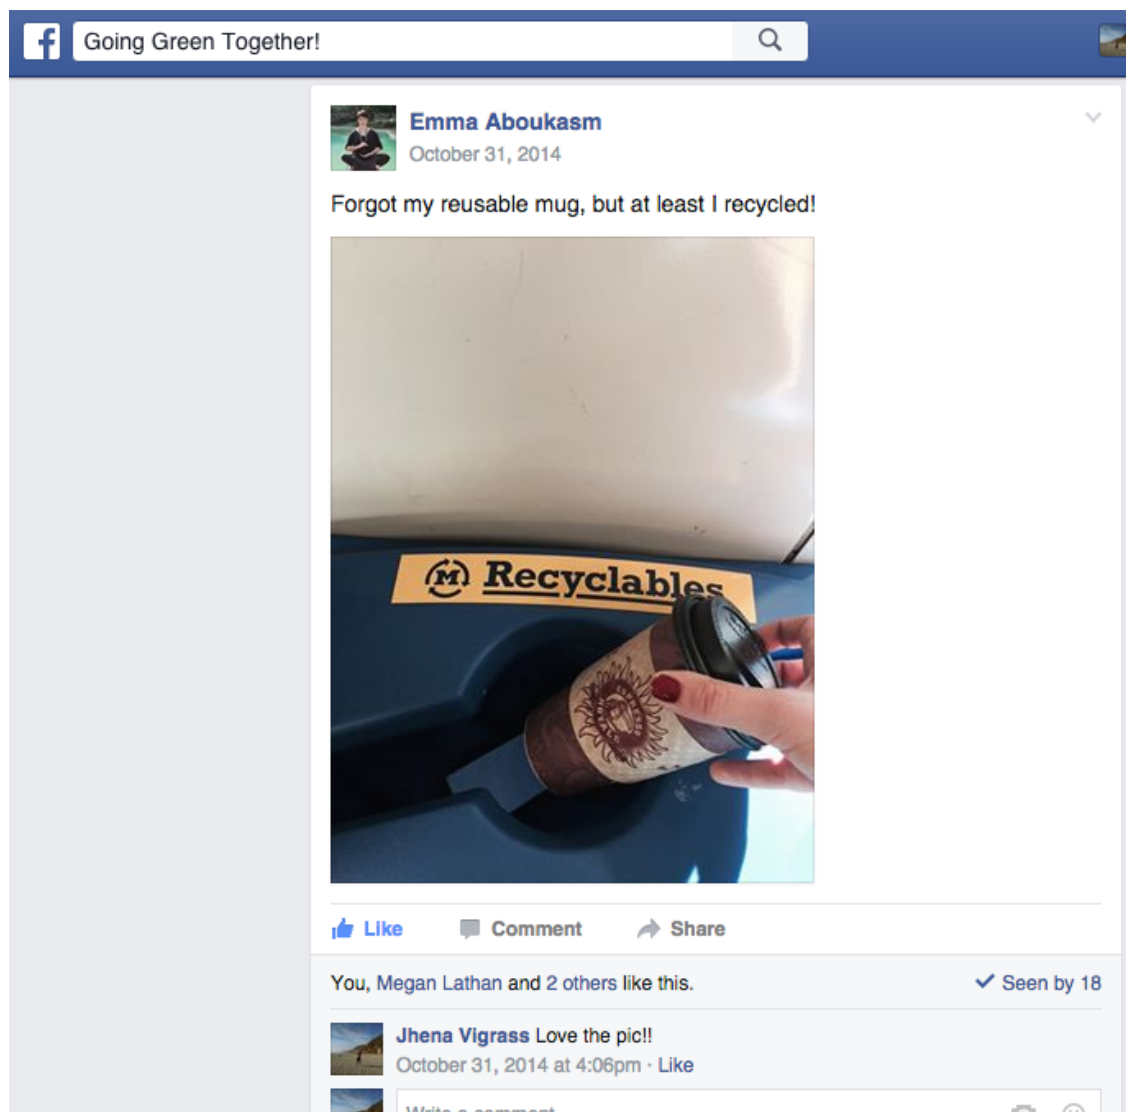 f Going Green Together!
Emma Aboukasm
October 31, 2014
Forgot my reusable mug, but at least I recycled!
M Recyclables
Like Comment Share
You, Megan Lathan and 2 others like this. Seen by 18
Jhena Vigrass Love the pic!!
October 31, 2014 at 4:06pm · Like
Write a comment